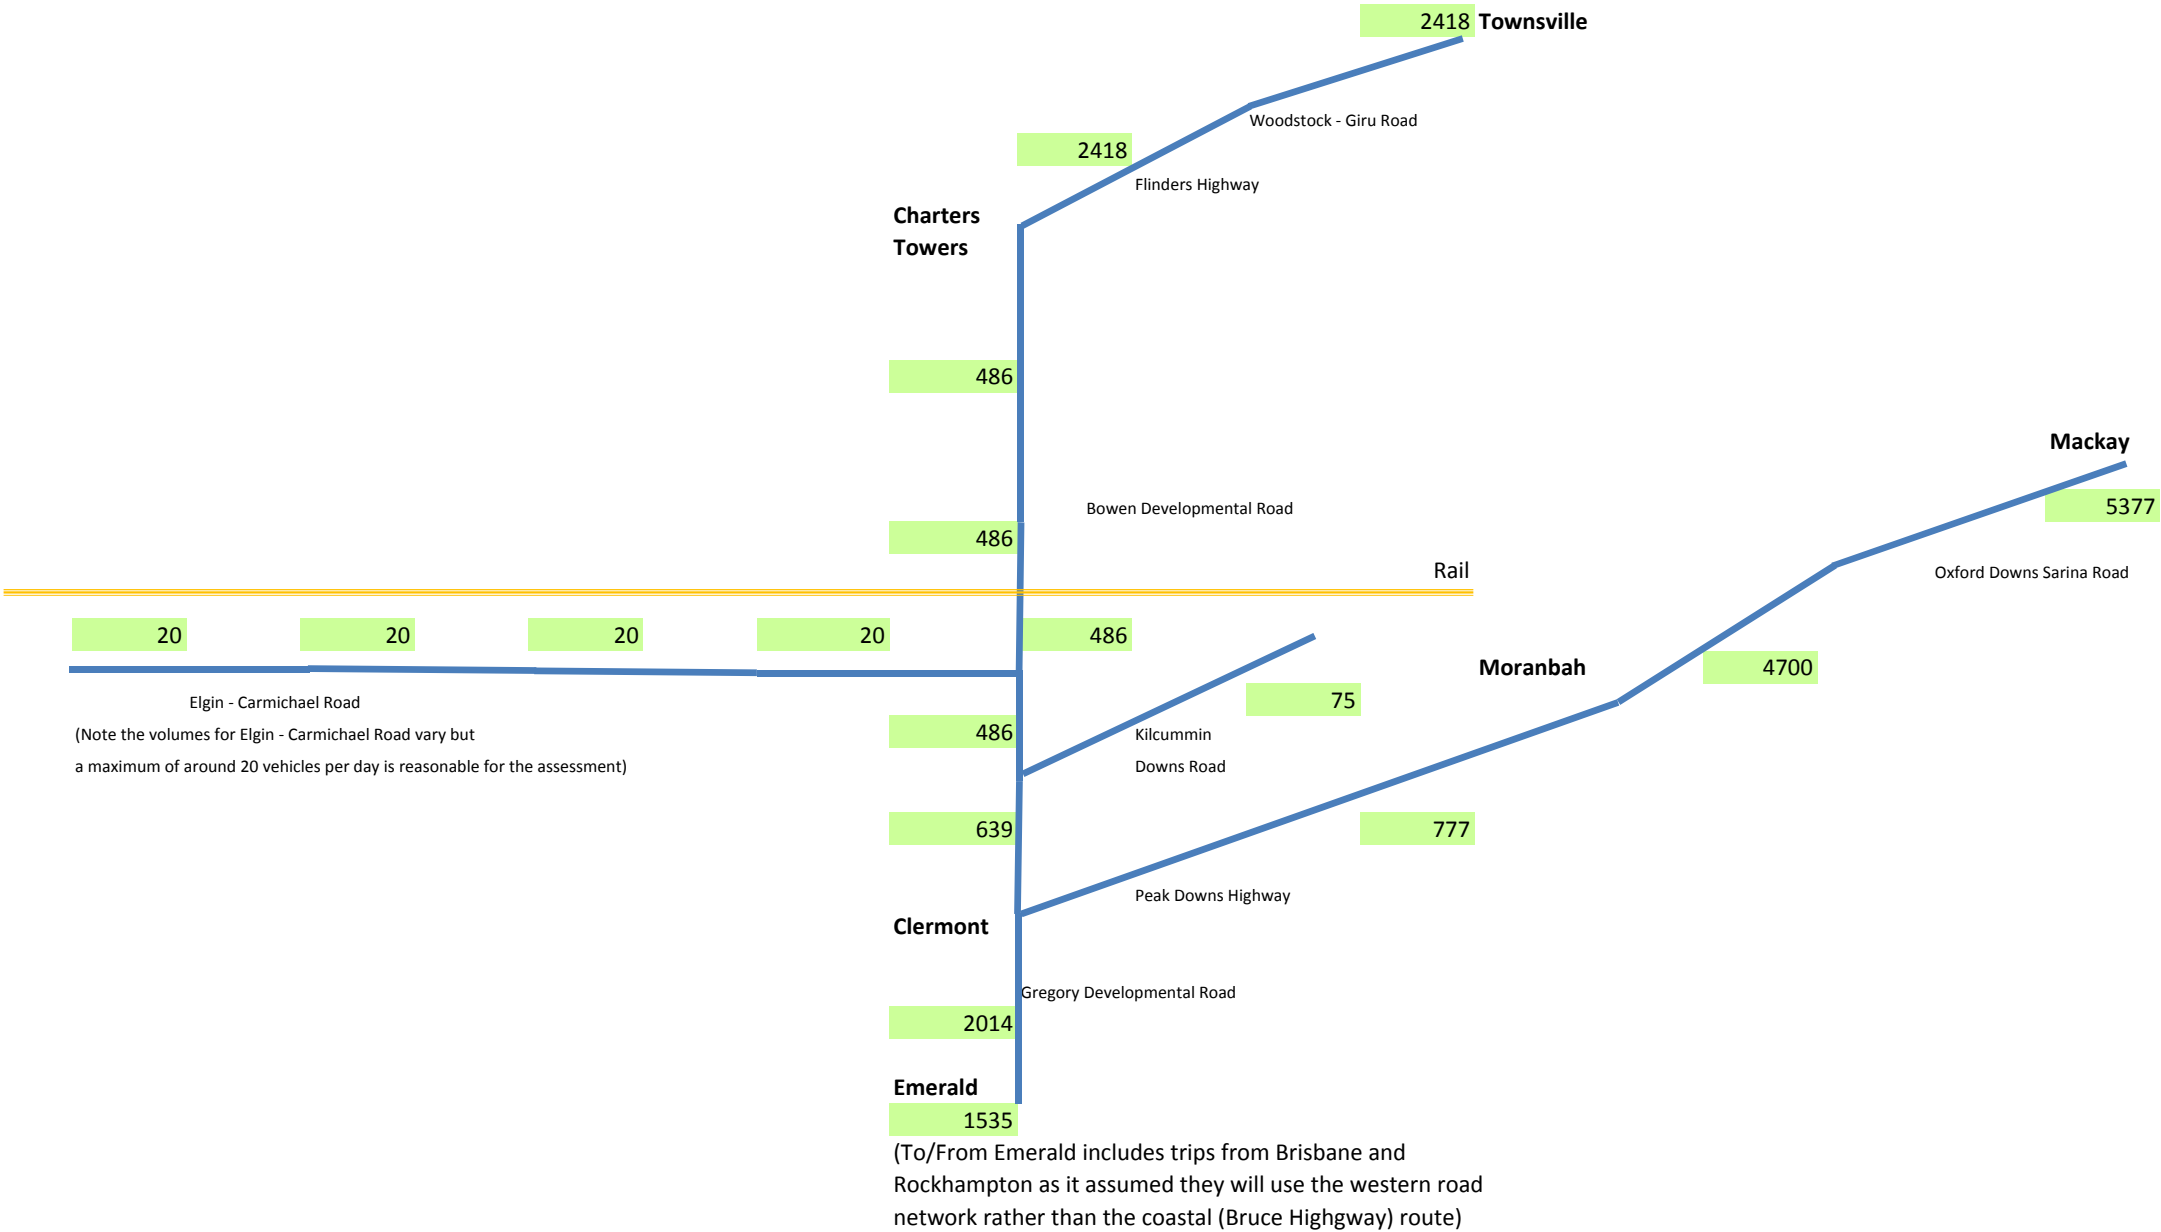 2418 Townsville
Woodstock - Giru Road
2418
Flinders Highway
Charters
Towers
486
Mackay
5377
Bowen Developmental Road
486
Rail
Oxford Downs Sarina Road
20 20 20 20 486
Moranbah
4700
75
Elgin - Carmichael Road
(Note the volumes for Elgin - Carmichael Road vary but
a maximum of around 20 vehicles per day is reasonable for the assessment)
486
Kilcummin
Downs Road
639
777
Peak Downs Highway
Clermont
Gregory Developmental Road
2014
Emerald
1535
(To/From Emerald includes trips from Brisbane and
Rockhampton as it assumed they will use the western road
network rather than the coastal (Bruce Highgway) route)